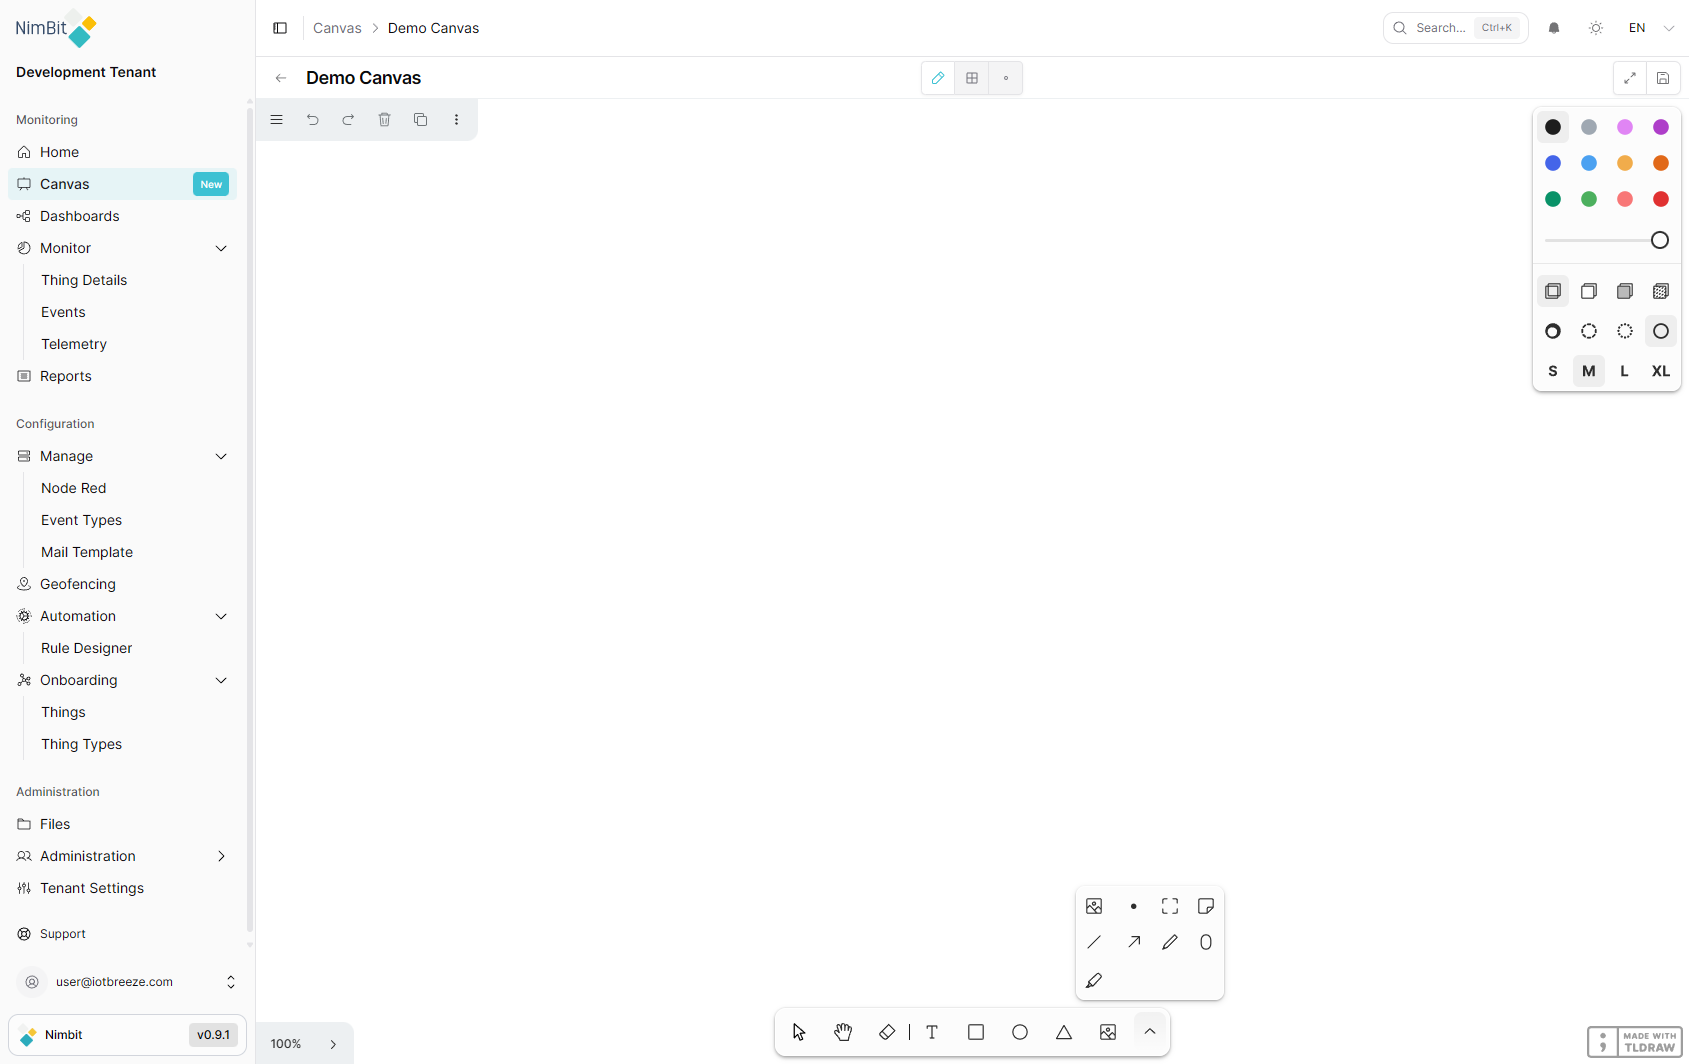 NimBit
Development Tenant
Monitoring
Home
Canvas
New
Dashboards
Monitor
Thing Details
Events
Telemetry
Reports
Configuration
Manage
Node Red
Event Types
Mail Template
Geofencing
Automation
Rule Designer
Onboarding
Things
Thing Types
Administration
Files
Administration
Tenant Settings
Support
user@iotbreeze.com
Nimbit
v0.9.1
Canvas > Demo Canvas
Search...
Ctrl+K
EN
Demo Canvas
S
M
L
XL
100%
T
MADE WITH
TLDRAW